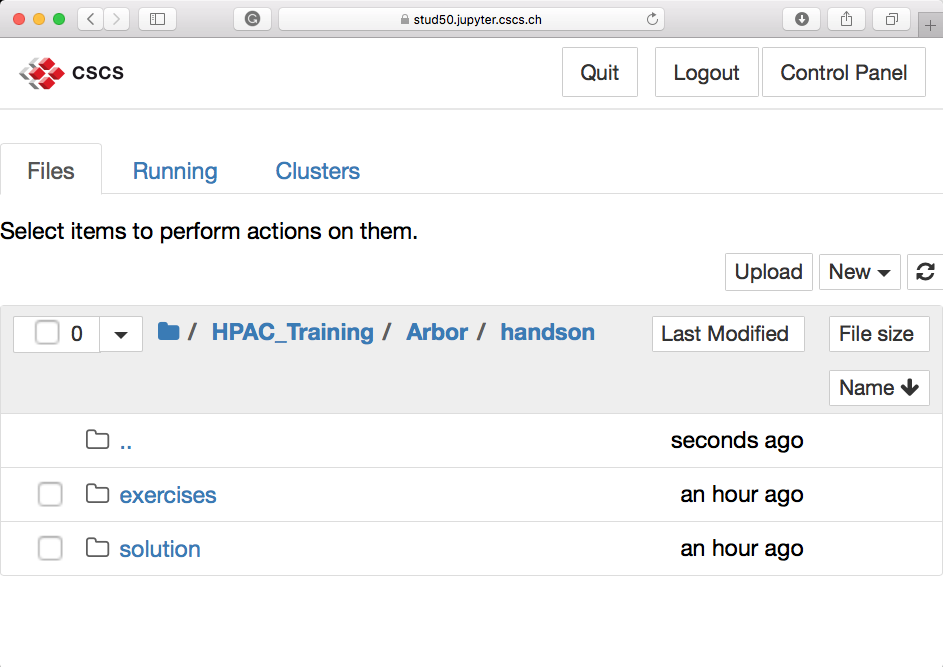 stud50.jupyter.cscs.ch
CSCS
Quit Logout Control Panel
Files Running Clusters
Select items to perform actions on them.
Upload New
0 / HPAC_Training / Arbor / handson Last Modified File size
Name
.. seconds ago
exercises an hour ago
solution an hour ago